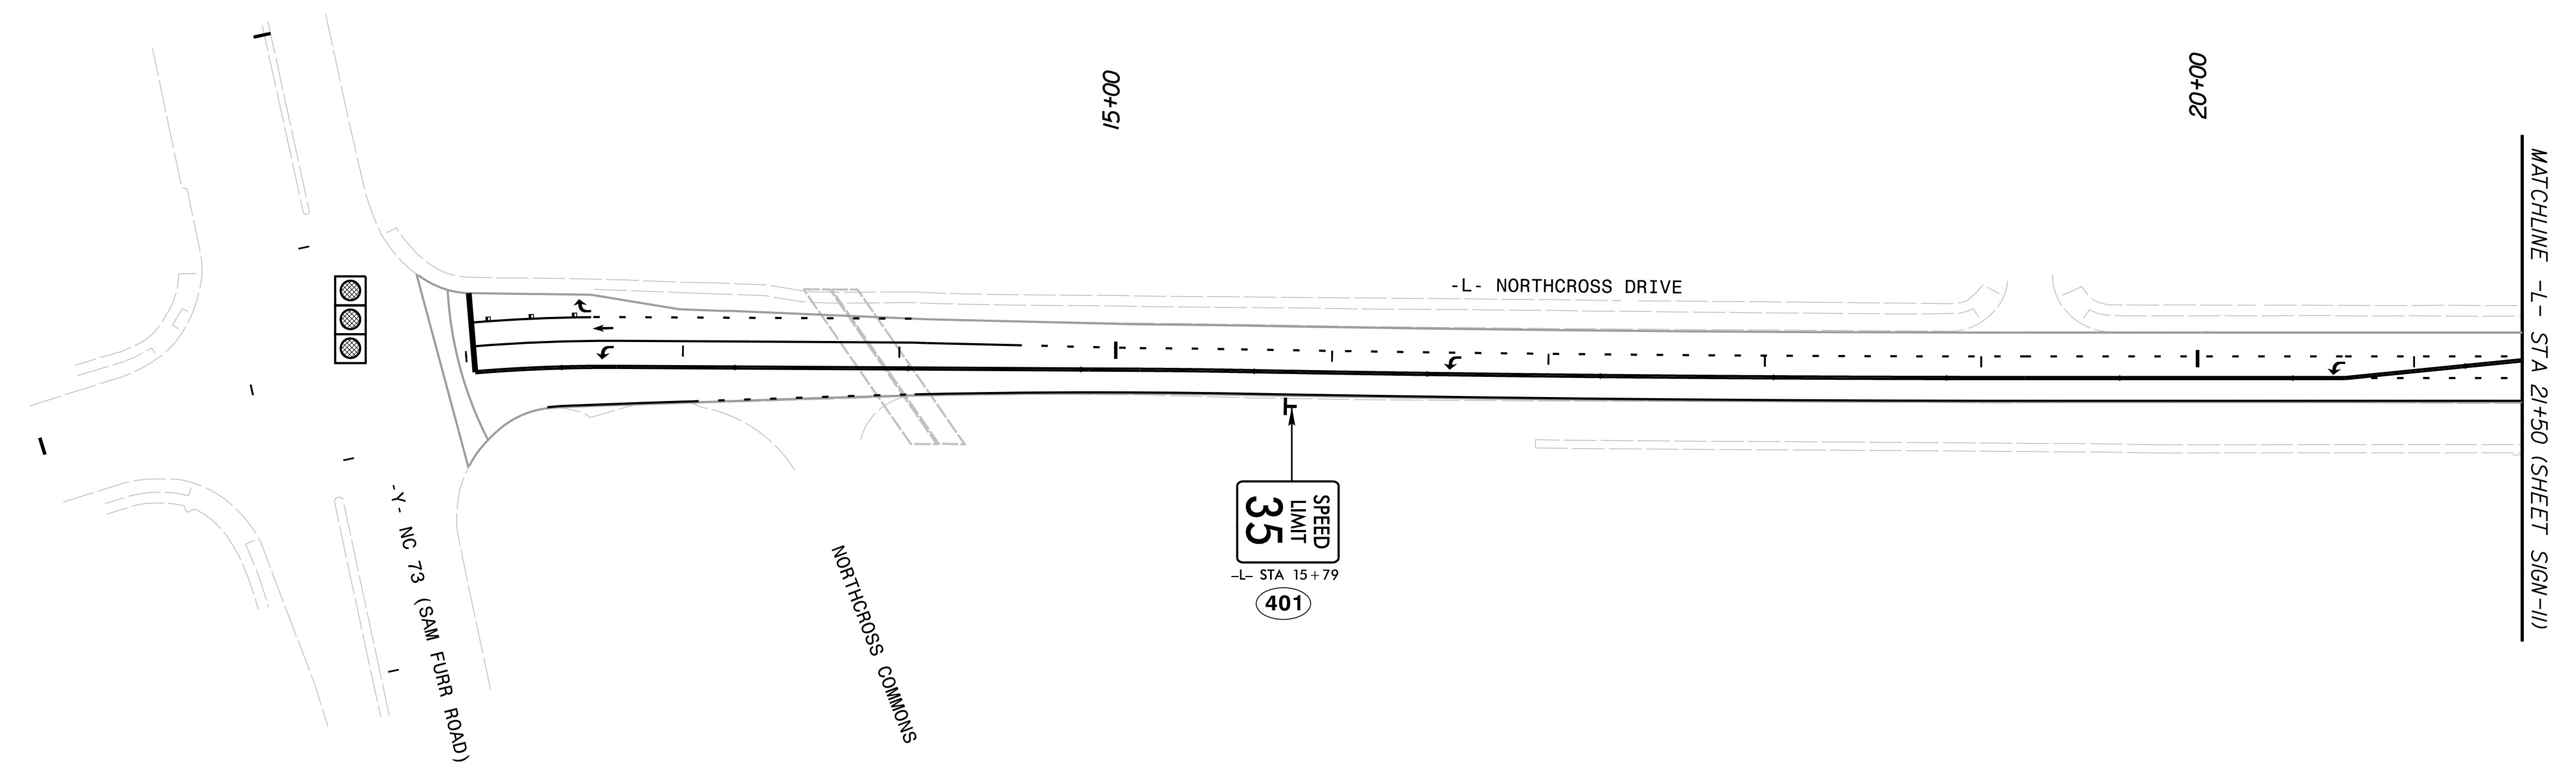 15+00
20+00
-L- NORTHCROSS DRIVE
MATCHLINE -L- STA 21+50 (SHEET SIGN-11)
-Y- NC 73 (SAM FURR ROAD)
NORTHCROSS COMMONS
SPEED
LIMIT
35
-L- STA 15+79
401